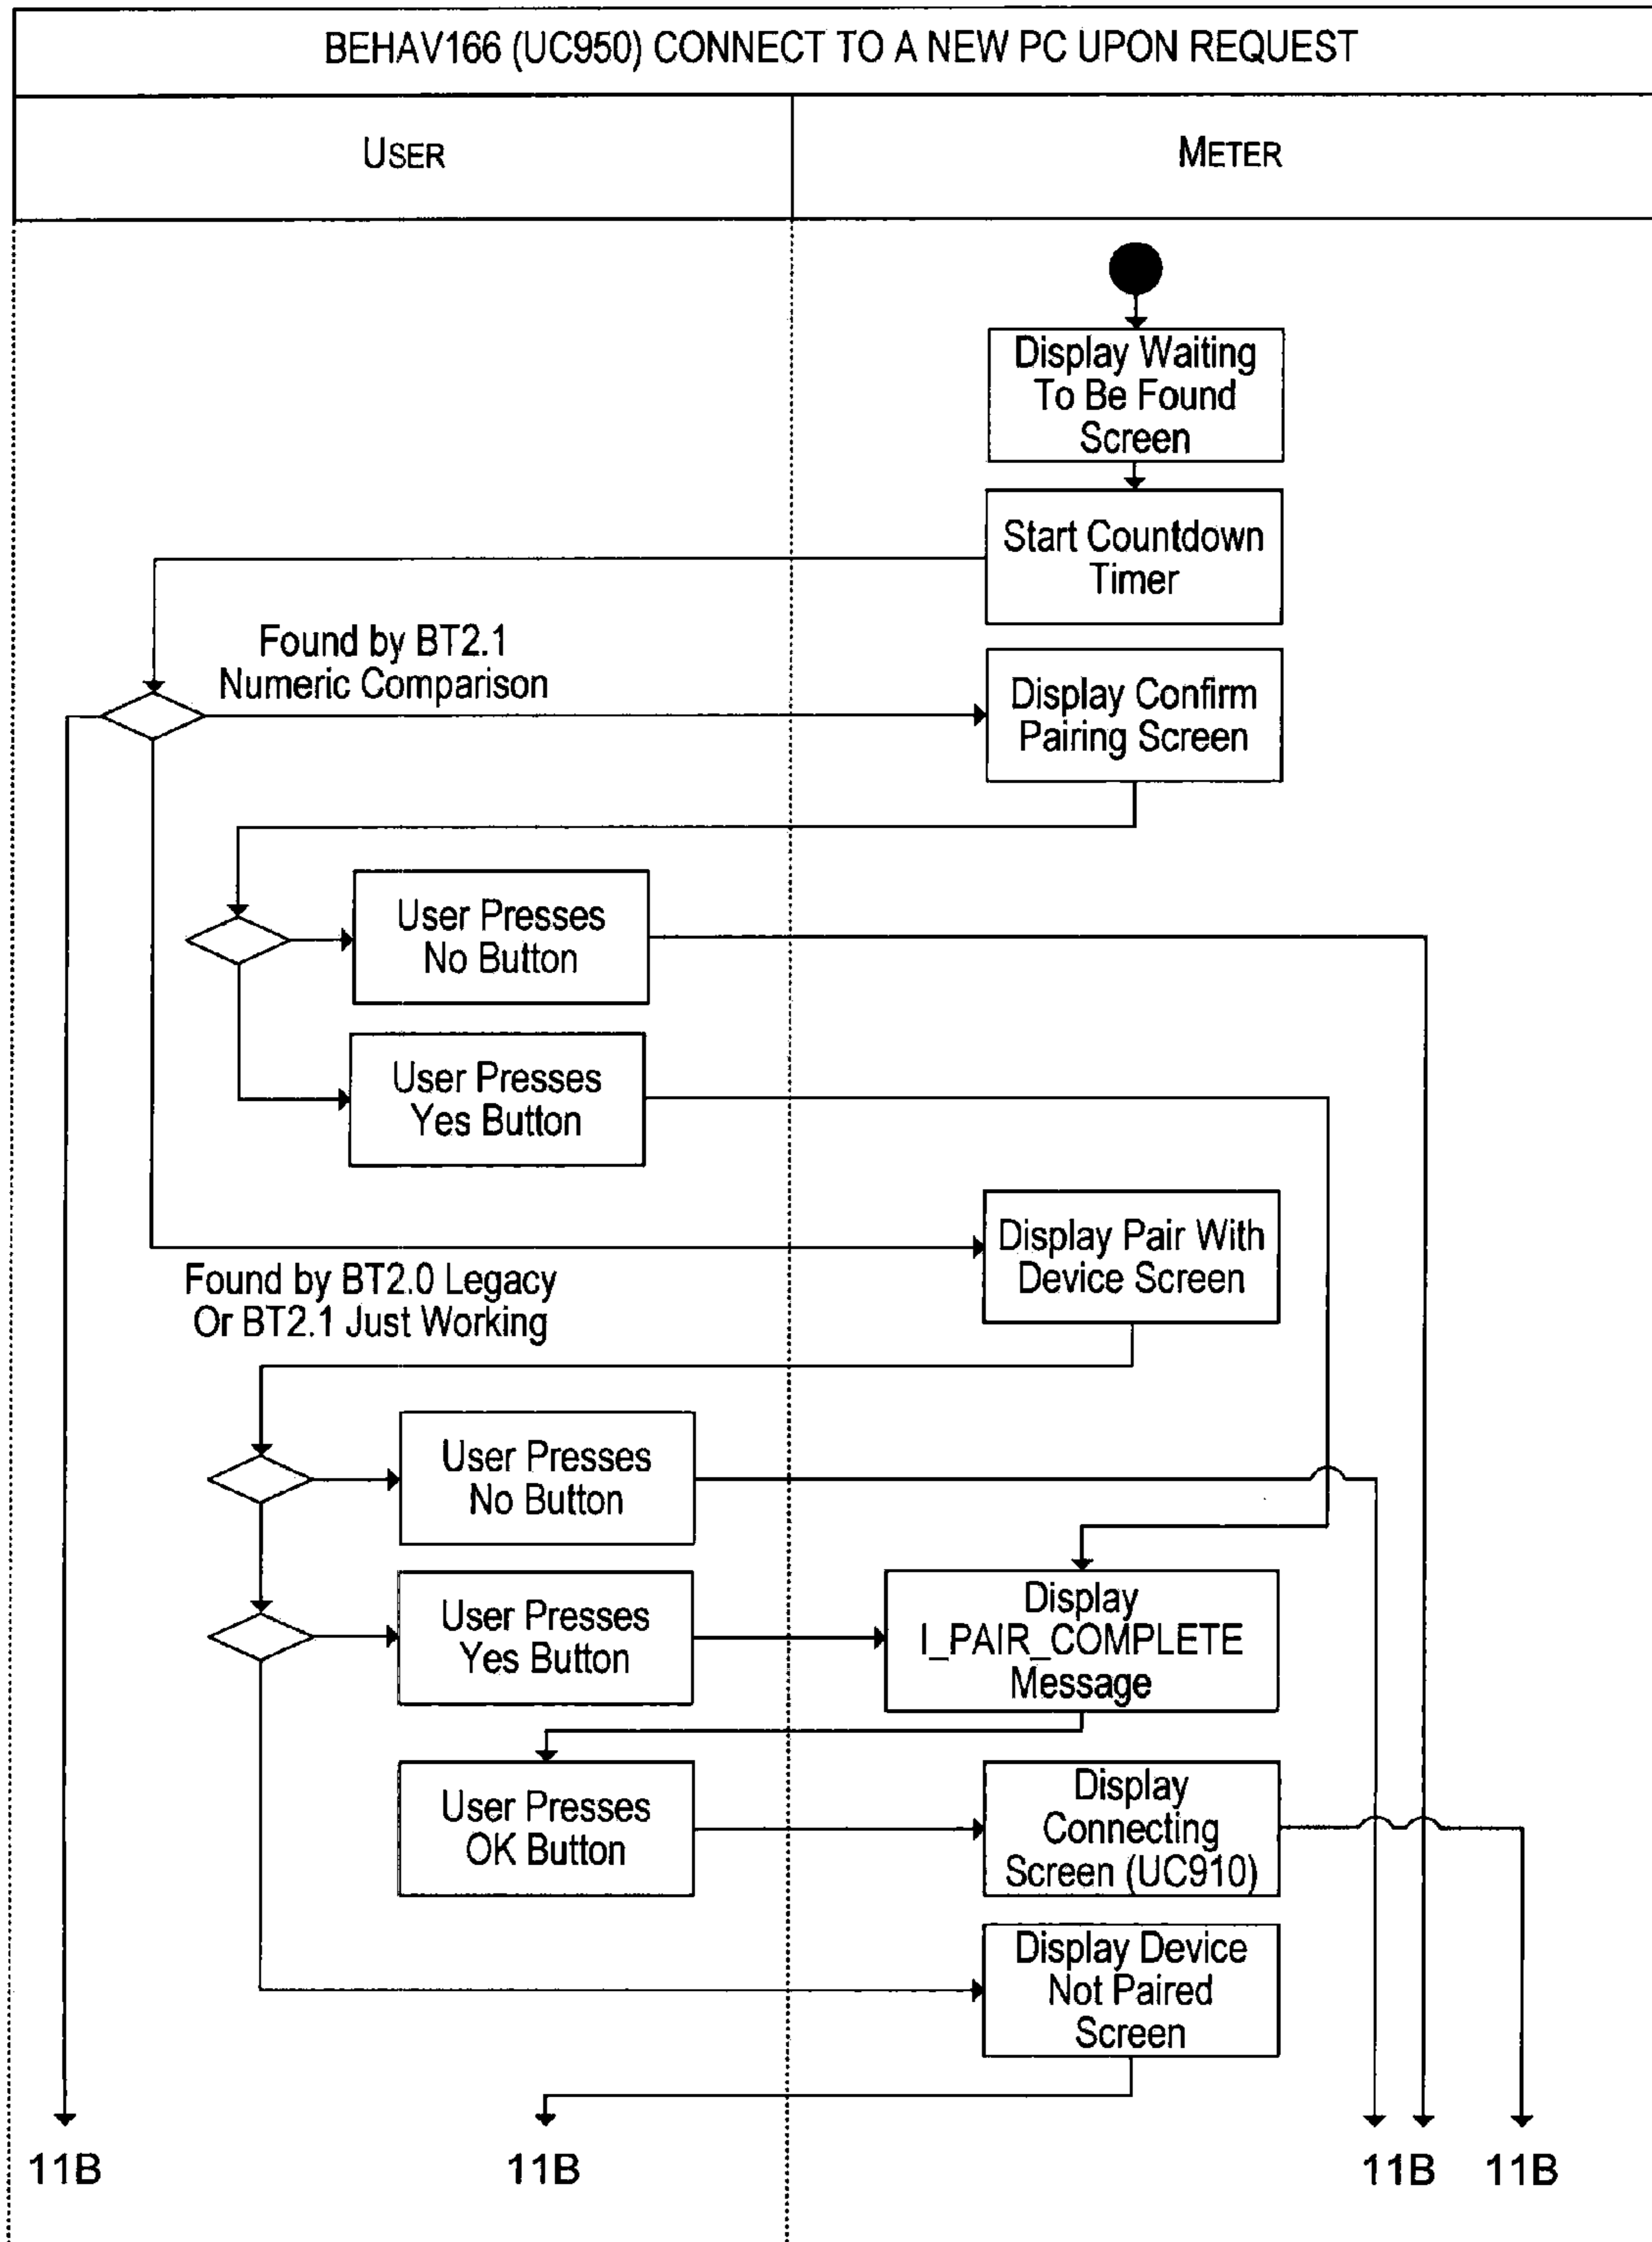 BEHAV166 (UC950) CONNECT TO A NEW PC UPON REQUEST
USER
METER
Display Waiting
To Be Found
Screen
Start Countdown
Timer
Found by BT2.1
Numeric Comparison
Display Confirm
Pairing Screen
User Presses
No Button
User Presses
Yes Button
Display Pair With
Device Screen
Found by BT2.0 Legacy
Or BT2.1 Just Working
User Presses
No Button
User Presses
Yes Button
Display
I_PAIR_COMPLETE
Message
User Presses
OK Button
Display
Connecting
Screen (UC910)
Display Device
Not Paired
Screen
11B
11B
11B
11B